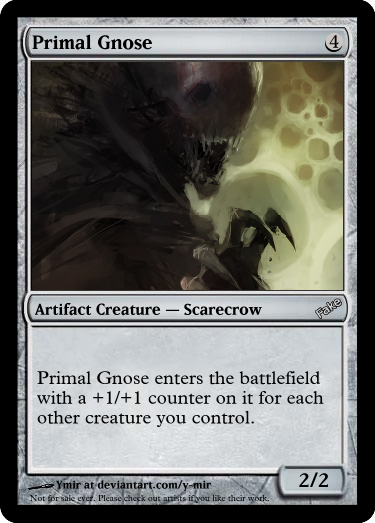 Primal Gnose 4
Artifact Creature — Scarecrow Fake
Primal Gnose enters the battlefield
with a +1/+1 counter on it for each
other creature you control.
2/2
Ymir at deviantart.com/y-mir
Not for sale ever. Please check out artists if you like their work.